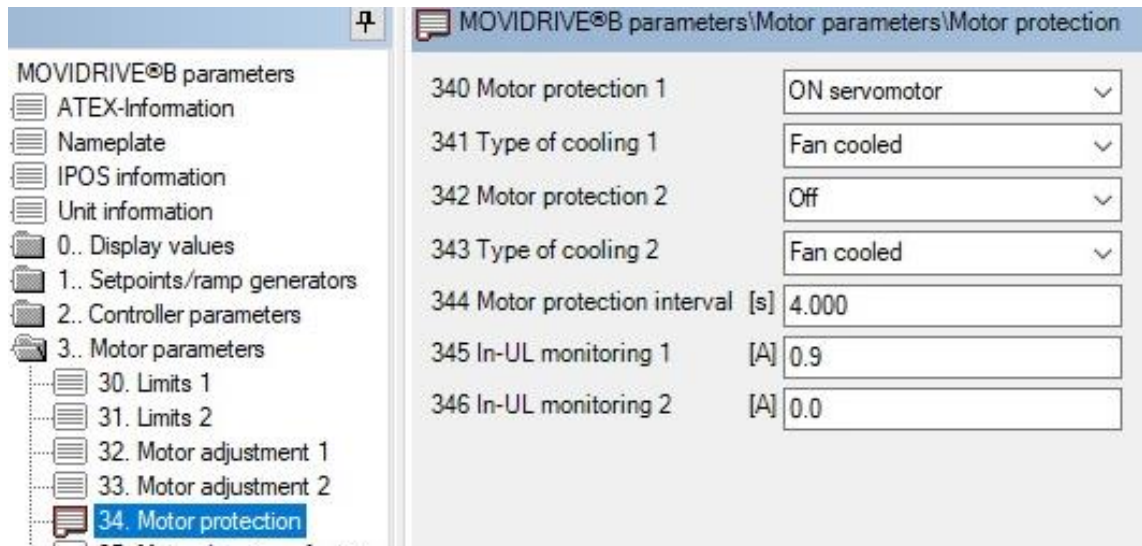 MOVIDRIVE®B parameters\Motor parameters\Motor protection
MOVIDRIVE®B parameters
ATEX-Information
Nameplate
IPOS information
Unit information
0.. Display values
1.. Setpoints/ramp generators
2.. Controller parameters
3.. Motor parameters
30. Limits 1
31. Limits 2
32. Motor adjustment 1
33. Motor adjustment 2
34. Motor protection
340 Motor protection 1 ON servomotor
341 Type of cooling 1 Fan cooled
342 Motor protection 2 Off
343 Type of cooling 2 Fan cooled
344 Motor protection interval [s] 4.000
345 In-UL monitoring 1 [A] 0.9
346 In-UL monitoring 2 [A] 0.0